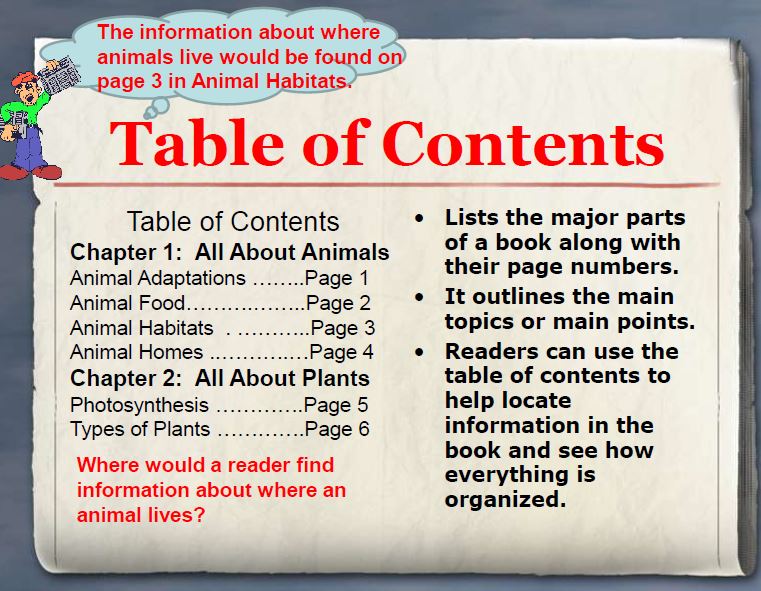 The information about where
animals live would be found on
page 3 in Animal Habitats.
Table of Contents
Table of Contents
Chapter 1: All About Animals
Animal Adaptations ……..Page 1
Animal Food……………..…..Page 2
Animal Habitats . ………..Page 3
Animal Homes ..…………Page 4
Chapter 2: All About Plants
Photosynthesis ………….Page 5
Types of Plants ………….Page 6
Where would a reader find
information about where an
animal lives?
• Lists the major parts
of a book along with
their page numbers.
• It outlines the main
topics or main points.
• Readers can use the
table of contents to
help locate
information in the
book and see how
everything is
organized.